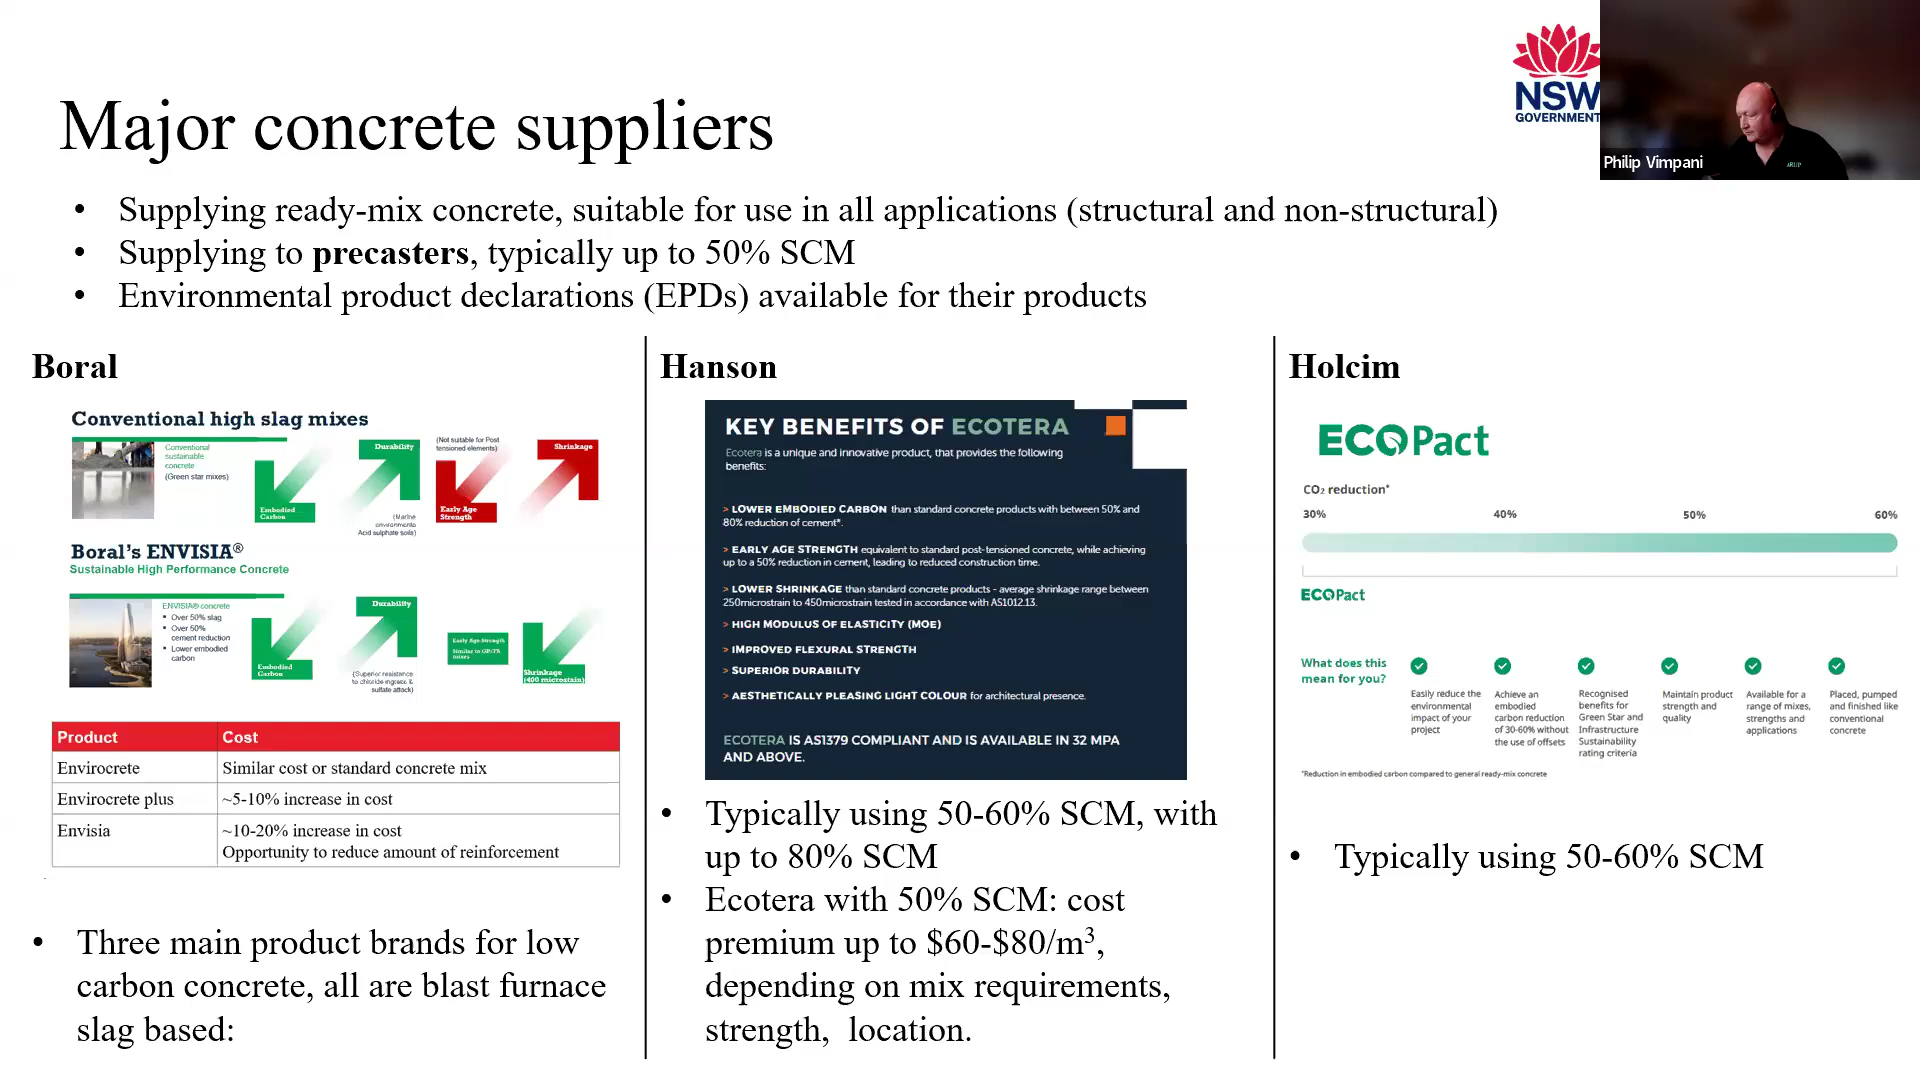 NSW
GOVERNMENT
Philip Vimpani
ARUP
Major concrete suppliers
• Supplying ready-mix concrete, suitable for use in all applications (structural and non-structural)
• Supplying to precasters, typically up to 50% SCM
• Environmental product declarations (EPDs) available for their products
Boral
Conventional high slag mixes
Conventional
sustainable
concrete
(Green star mixes)
Embodied
Carbon
Durability
(Marine
environments
Acid sulphate soils)
(Not suitable for Post
tensioned elements)
Early Age
Strength
Shrinkage
Boral's ENVISIA®
Sustainable High Performance Concrete
ENVISIA® concrete
▪ Over 50% slag
▪ Over 50%
cement reduction
▪ Lower embodied
carbon
Embodied
Carbon
Durability
(Superior resistance
to chloride ingress &
sulfate attack)
Early Age Strength
Similar to
mixes
Shrinkage
(400 microstrain)
Product Cost
Envirocrete Similar cost or standard concrete mix
Envirocrete plus ~5-10% increase in cost
Envisia ~10-20% increase in cost
Opportunity to reduce amount of reinforcement
• Three main product brands for low
carbon concrete, all are blast furnace
slag based:
Hanson
KEY BENEFITS OF ECOTERA
Ecotera is a unique and innovative product, that provides the following
benefits:
> LOWER EMBODIED CARBON than standard concrete products with between 50% and
80% reduction of cement*.
> EARLY AGE STRENGTH equivalent to standard post-tensioned concrete, while achieving
up to a 50% reduction in cement, leading to reduced construction time.
> LOWER SHRINKAGE than standard concrete products - average shrinkage range between
250microstrain to 450microstrain tested in accordance with AS1012.13.
> HIGH MODULUS OF ELASTICITY (MOE)
> IMPROVED FLEXURAL STRENGTH
> SUPERIOR DURABILITY
> AESTHETICALLY PLEASING LIGHT COLOUR for architectural presence.
ECOTERA IS AS1379 COMPLIANT AND IS AVAILABLE IN 32 MPA
AND ABOVE.
• Typically using 50-60% SCM, with
up to 80% SCM
• Ecotera with 50% SCM: cost
premium up to $60-$80/m³,
depending on mix requirements,
strength, location.
Holcim
ECOPact
CO₂ reduction*
30% 40% 50% 60%
ECOPact
What does this
mean for you?
Easily reduce the
environmental
impact of your
project
Achieve an
embodied
carbon reduction
of 30-60% without
the use of offsets
Recognised
benefits for
Green Star and
Infrastructure
Sustainability
rating criteria
Maintain product
strength and
quality
Available for a
range of mixes,
strengths and
applications
Placed, pumped
and finished like
conventional
concrete
*Reduction in embodied carbon compared to general ready-mix concrete
• Typically using 50-60% SCM